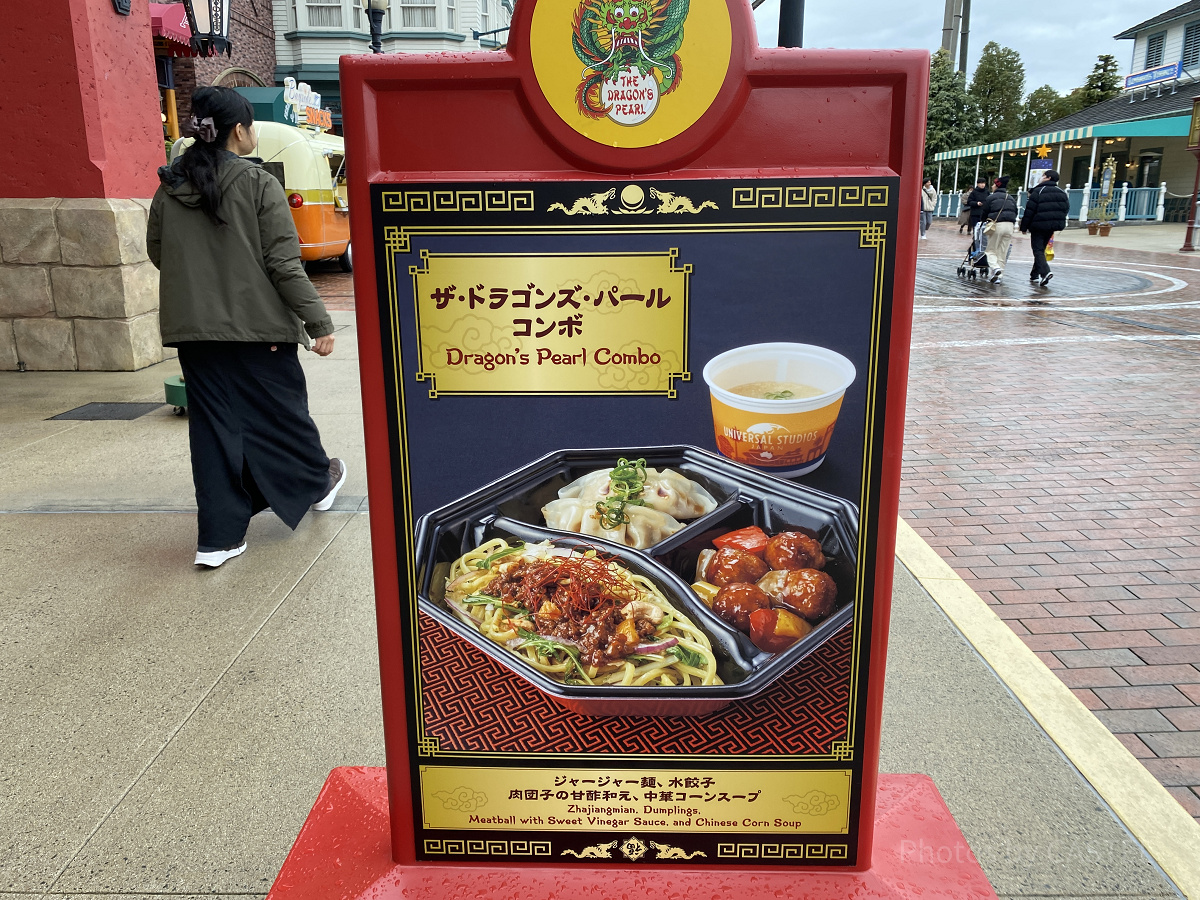 THE
DRAGON'S
PEARL
ザ・ドラゴンズ・パール
コンボ
Dragon's Pearl Combo
UNIVERSAL STUDIOS
JAPAN
ジャージャー麺、水餃子
肉団子の甘酢和え、中華コーンスープ
Zhajiangmian, Dumplings,
Meatball with Sweet Vinegar Sauce, and Chinese Corn Soup
SNACKS